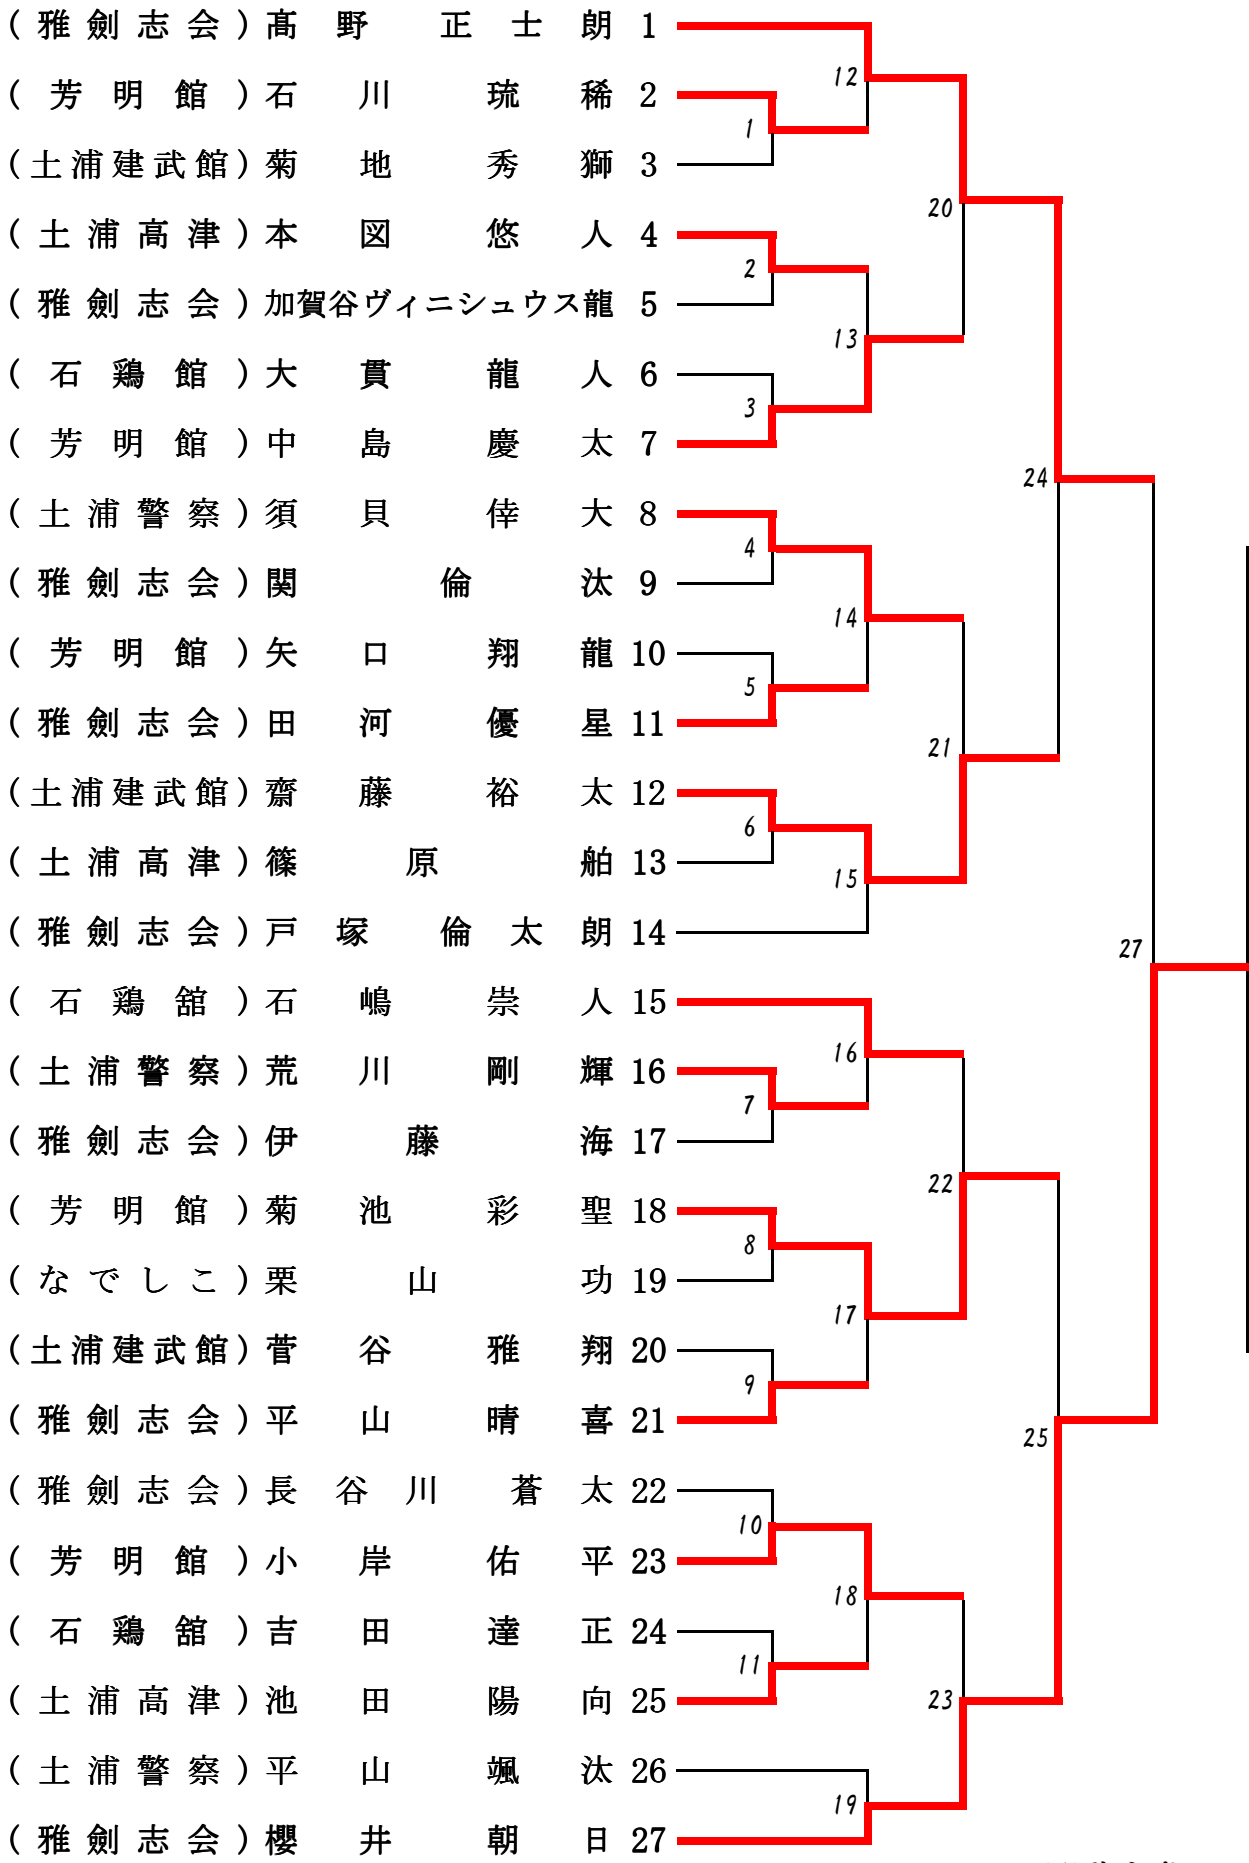 (雅劍志会)髙野 正士朗 1
(芳明館)石川 琉稀 2
(土浦建武館)菊地 秀獅 3
(土浦高津)本図 悠人 4
(雅劍志会)加賀谷ヴィニシュウス龍 5
(石鶏館)大貫 龍人 6
(芳明館)中島 慶太 7
(土浦警察)須貝 倖大 8
(雅劍志会)関 倫汰 9
(芳明館)矢口 翔龍 10
(雅劍志会)田河 優星 11
(土浦建武館)齋藤 裕太 12
(土浦高津)篠原 舶 13
(雅劍志会)戸塚 倫太朗 14
(石鶏舘)石嶋 崇人 15
(土浦警察)荒川 剛輝 16
(雅劍志会)伊藤 海 17
(芳明館)菊池 彩聖 18
(なでしこ)栗山 功 19
(土浦建武館)菅谷 雅翔 20
(雅劍志会)平山 晴喜 21
(雅劍志会)長谷川 蒼太 22
(芳明館)小岸 佑平 23
(石鶏舘)吉田 達正 24
(土浦高津)池田 陽向 25
(土浦警察)平山 颯汰 26
(雅劍志会)櫻井 朝日 27
1
2
3
4
5
6
7
8
9
10
11
12
13
14
15
16
17
18
19
20
21
22
23
24
25
27